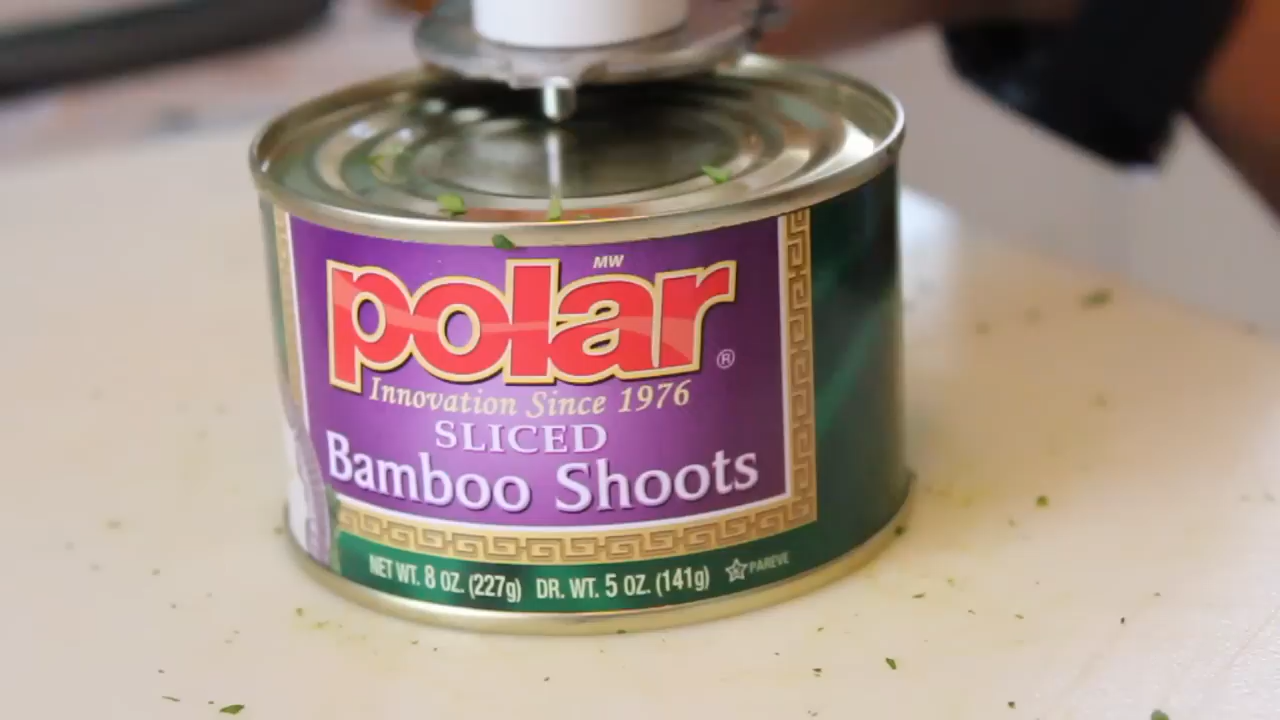 MW
polar®
Innovation Since 1976
SLICED
Bamboo Shoots
NET WT. 8 OZ. (227g) DR. WT. 5 OZ. (141g) PAREVE